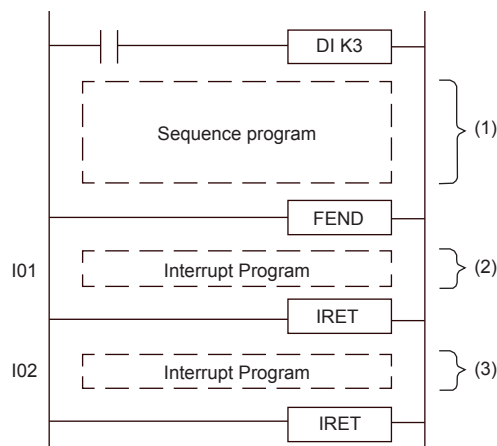 DI K3
Sequence program
(1)
FEND
I01
Interrupt Program
(2)
IRET
I02
Interrupt Program
(3)
IRET